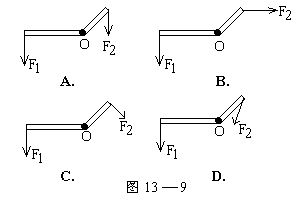 F₁ O F₂ F₁ O F₂
A. B.
F₁ O F₂ F₁ O F₂
C. D.
图 13 —9